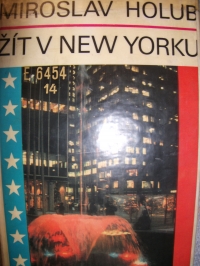 MIROSLAV HOLUB
ŽÍT V NEW YORKU
E 6454
14